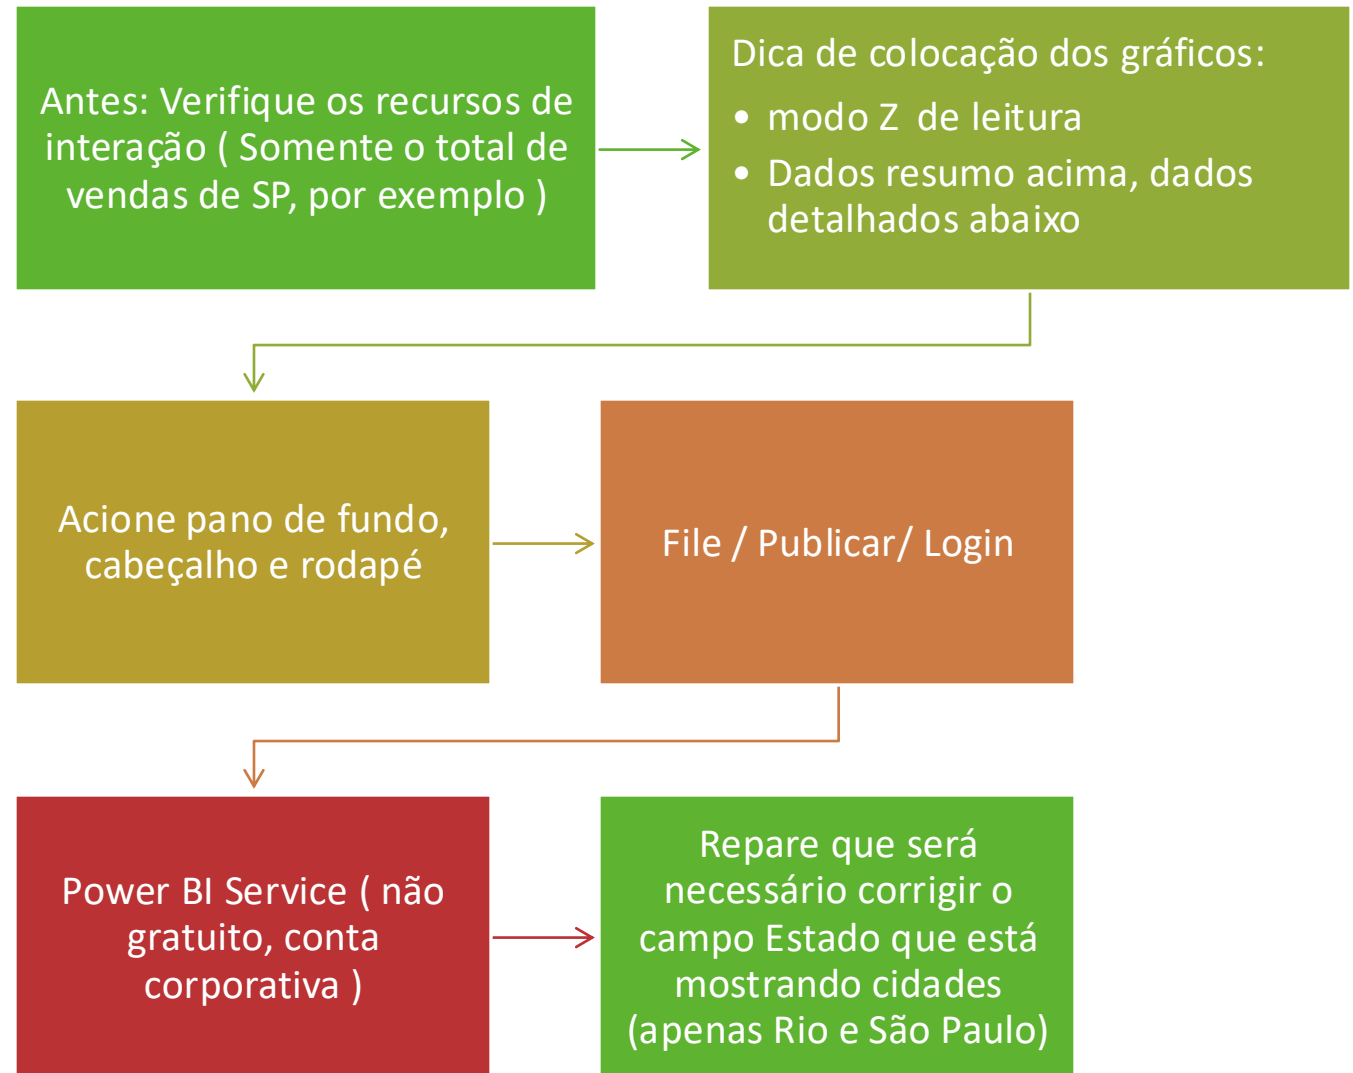 Antes: Verifique os recursos de
interação ( Somente o total de
vendas de SP, por exemplo )
Dica de colocação dos gráficos:
• modo Z de leitura
• Dados resumo acima, dados
detalhados abaixo
Acione pano de fundo,
cabeçalho e rodapé
File / Publicar/ Login
Power BI Service ( não
gratuito, conta
corporativa )
Repare que será
necessário corrigir o
campo Estado que está
mostrando cidades
(apenas Rio e São Paulo)